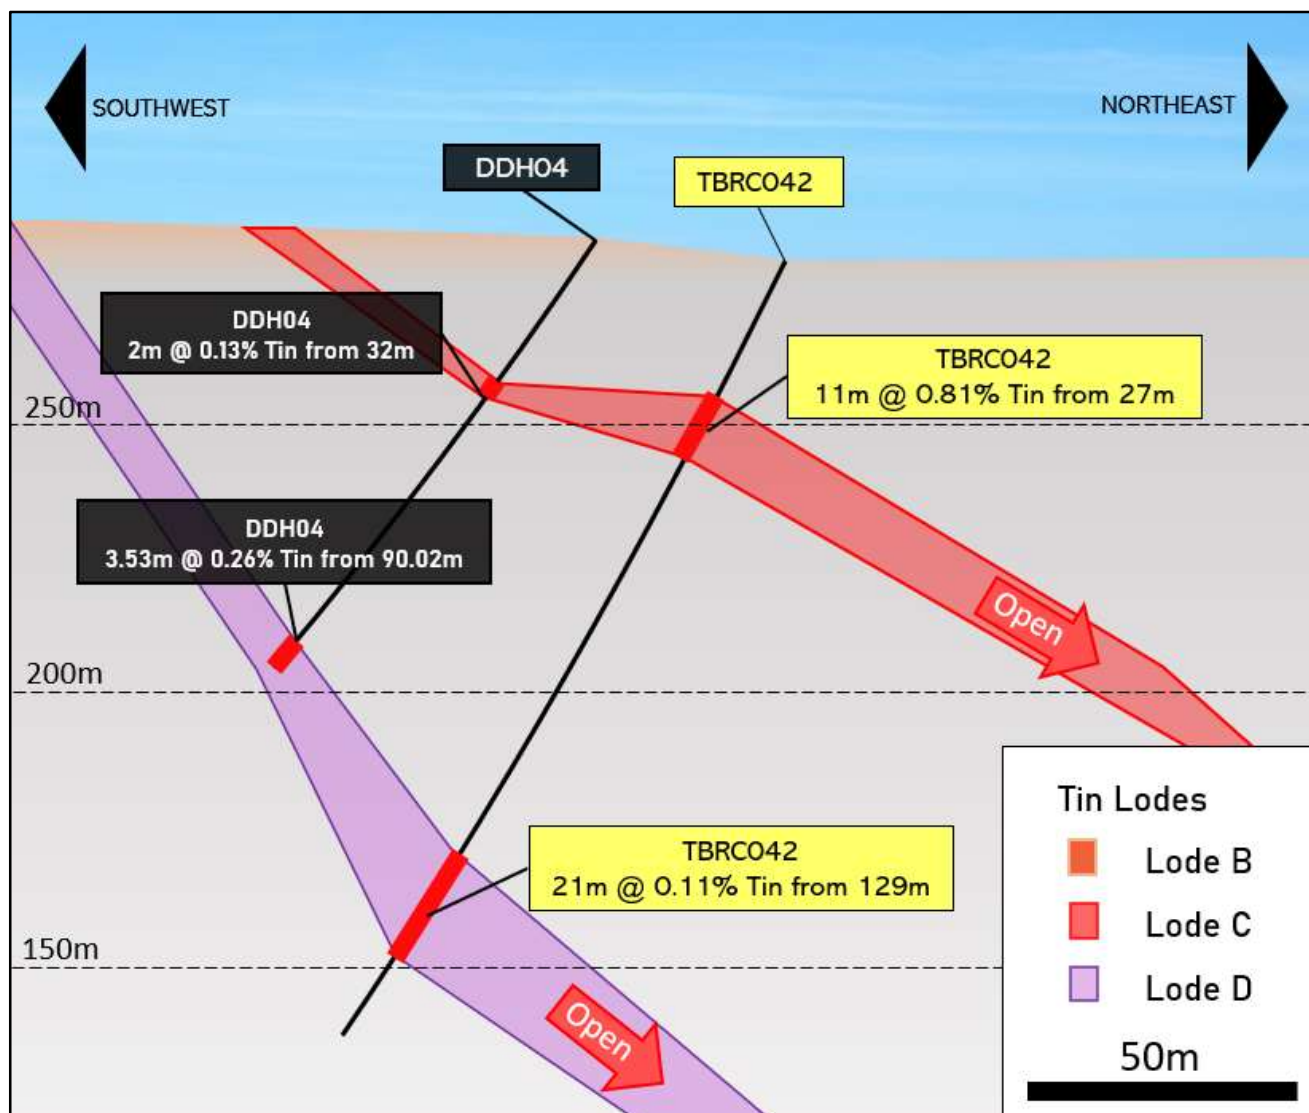 SOUTHWEST
NORTHEAST
DDH04
TBRC042
DDH04
2m @ 0.13% Tin from 32m
TBRC042
11m @ 0.81% Tin from 27m
250m
DDH04
3.53m @ 0.26% Tin from 90.02m
Open
200m
TBRC042
21m @ 0.11% Tin from 129m
150m
Open
Tin Lodes
Lode B
Lode C
Lode D
50m